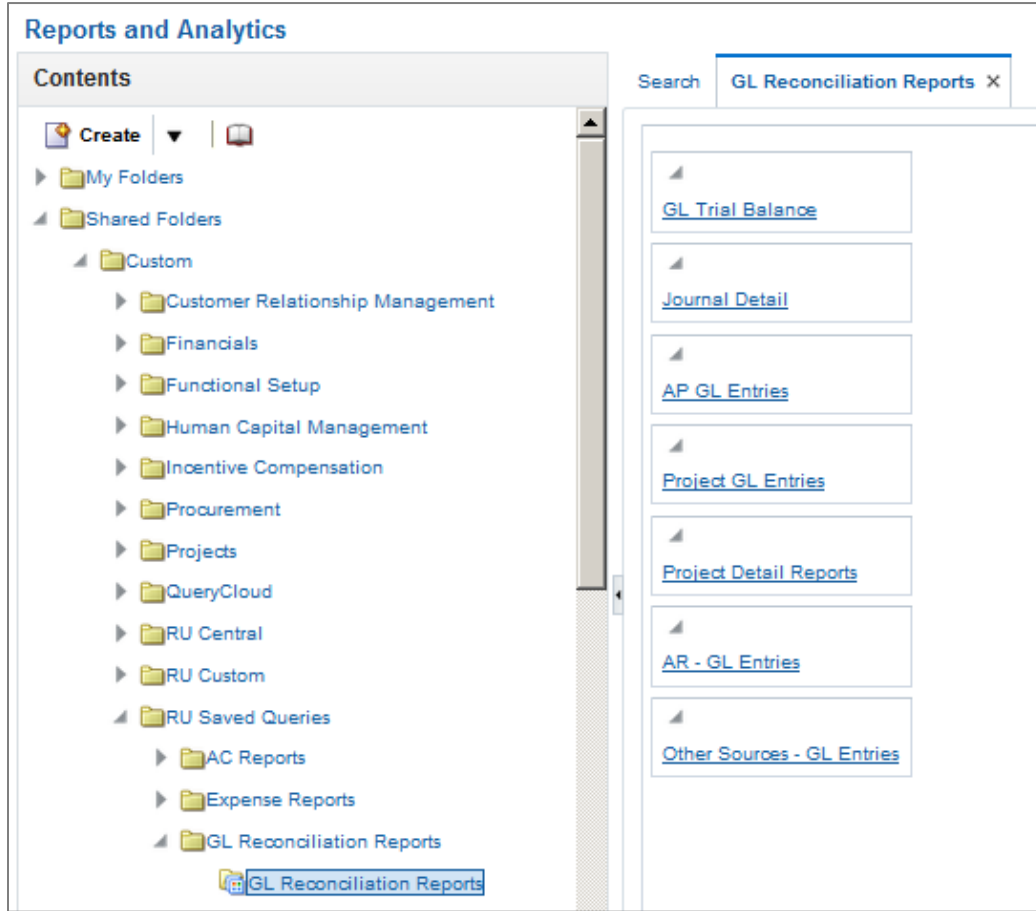 Reports and Analytics
Contents
Create
My Folders
Shared Folders
Custom
Customer Relationship Management
Financials
Functional Setup
Human Capital Management
Incentive Compensation
Procurement
Projects
QueryCloud
RU Central
RU Custom
RU Saved Queries
AC Reports
Expense Reports
GL Reconciliation Reports
GL Reconciliation Reports
Search GL Reconciliation Reports ×
GL Trial Balance
Journal Detail
AP GL Entries
Project GL Entries
Project Detail Reports
AR - GL Entries
Other Sources - GL Entries